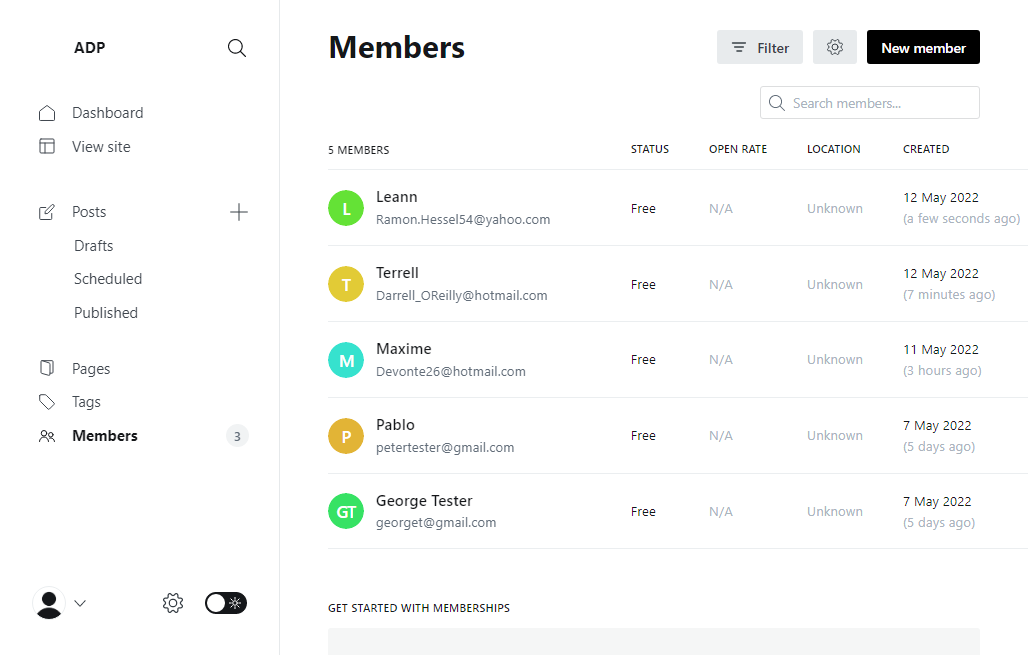 ADP
Dashboard
View site
Posts
Drafts
Scheduled
Published
Pages
Tags
Members 3
Members
Filter
New member
Search members...
5 MEMBERS STATUS OPEN RATE LOCATION CREATED
L Leann Free N/A Unknown 12 May 2022
Ramon.Hessel54@yahoo.com (a few seconds ago)
T Terrell Free N/A Unknown 12 May 2022
Darrell_OReilly@hotmail.com (7 minutes ago)
M Maxime Free N/A Unknown 11 May 2022
Devonte26@hotmail.com (3 hours ago)
P Pablo Free N/A Unknown 7 May 2022
petertester@gmail.com (5 days ago)
GT George Tester Free N/A Unknown 7 May 2022
georget@gmail.com (5 days ago)
GET STARTED WITH MEMBERSHIPS